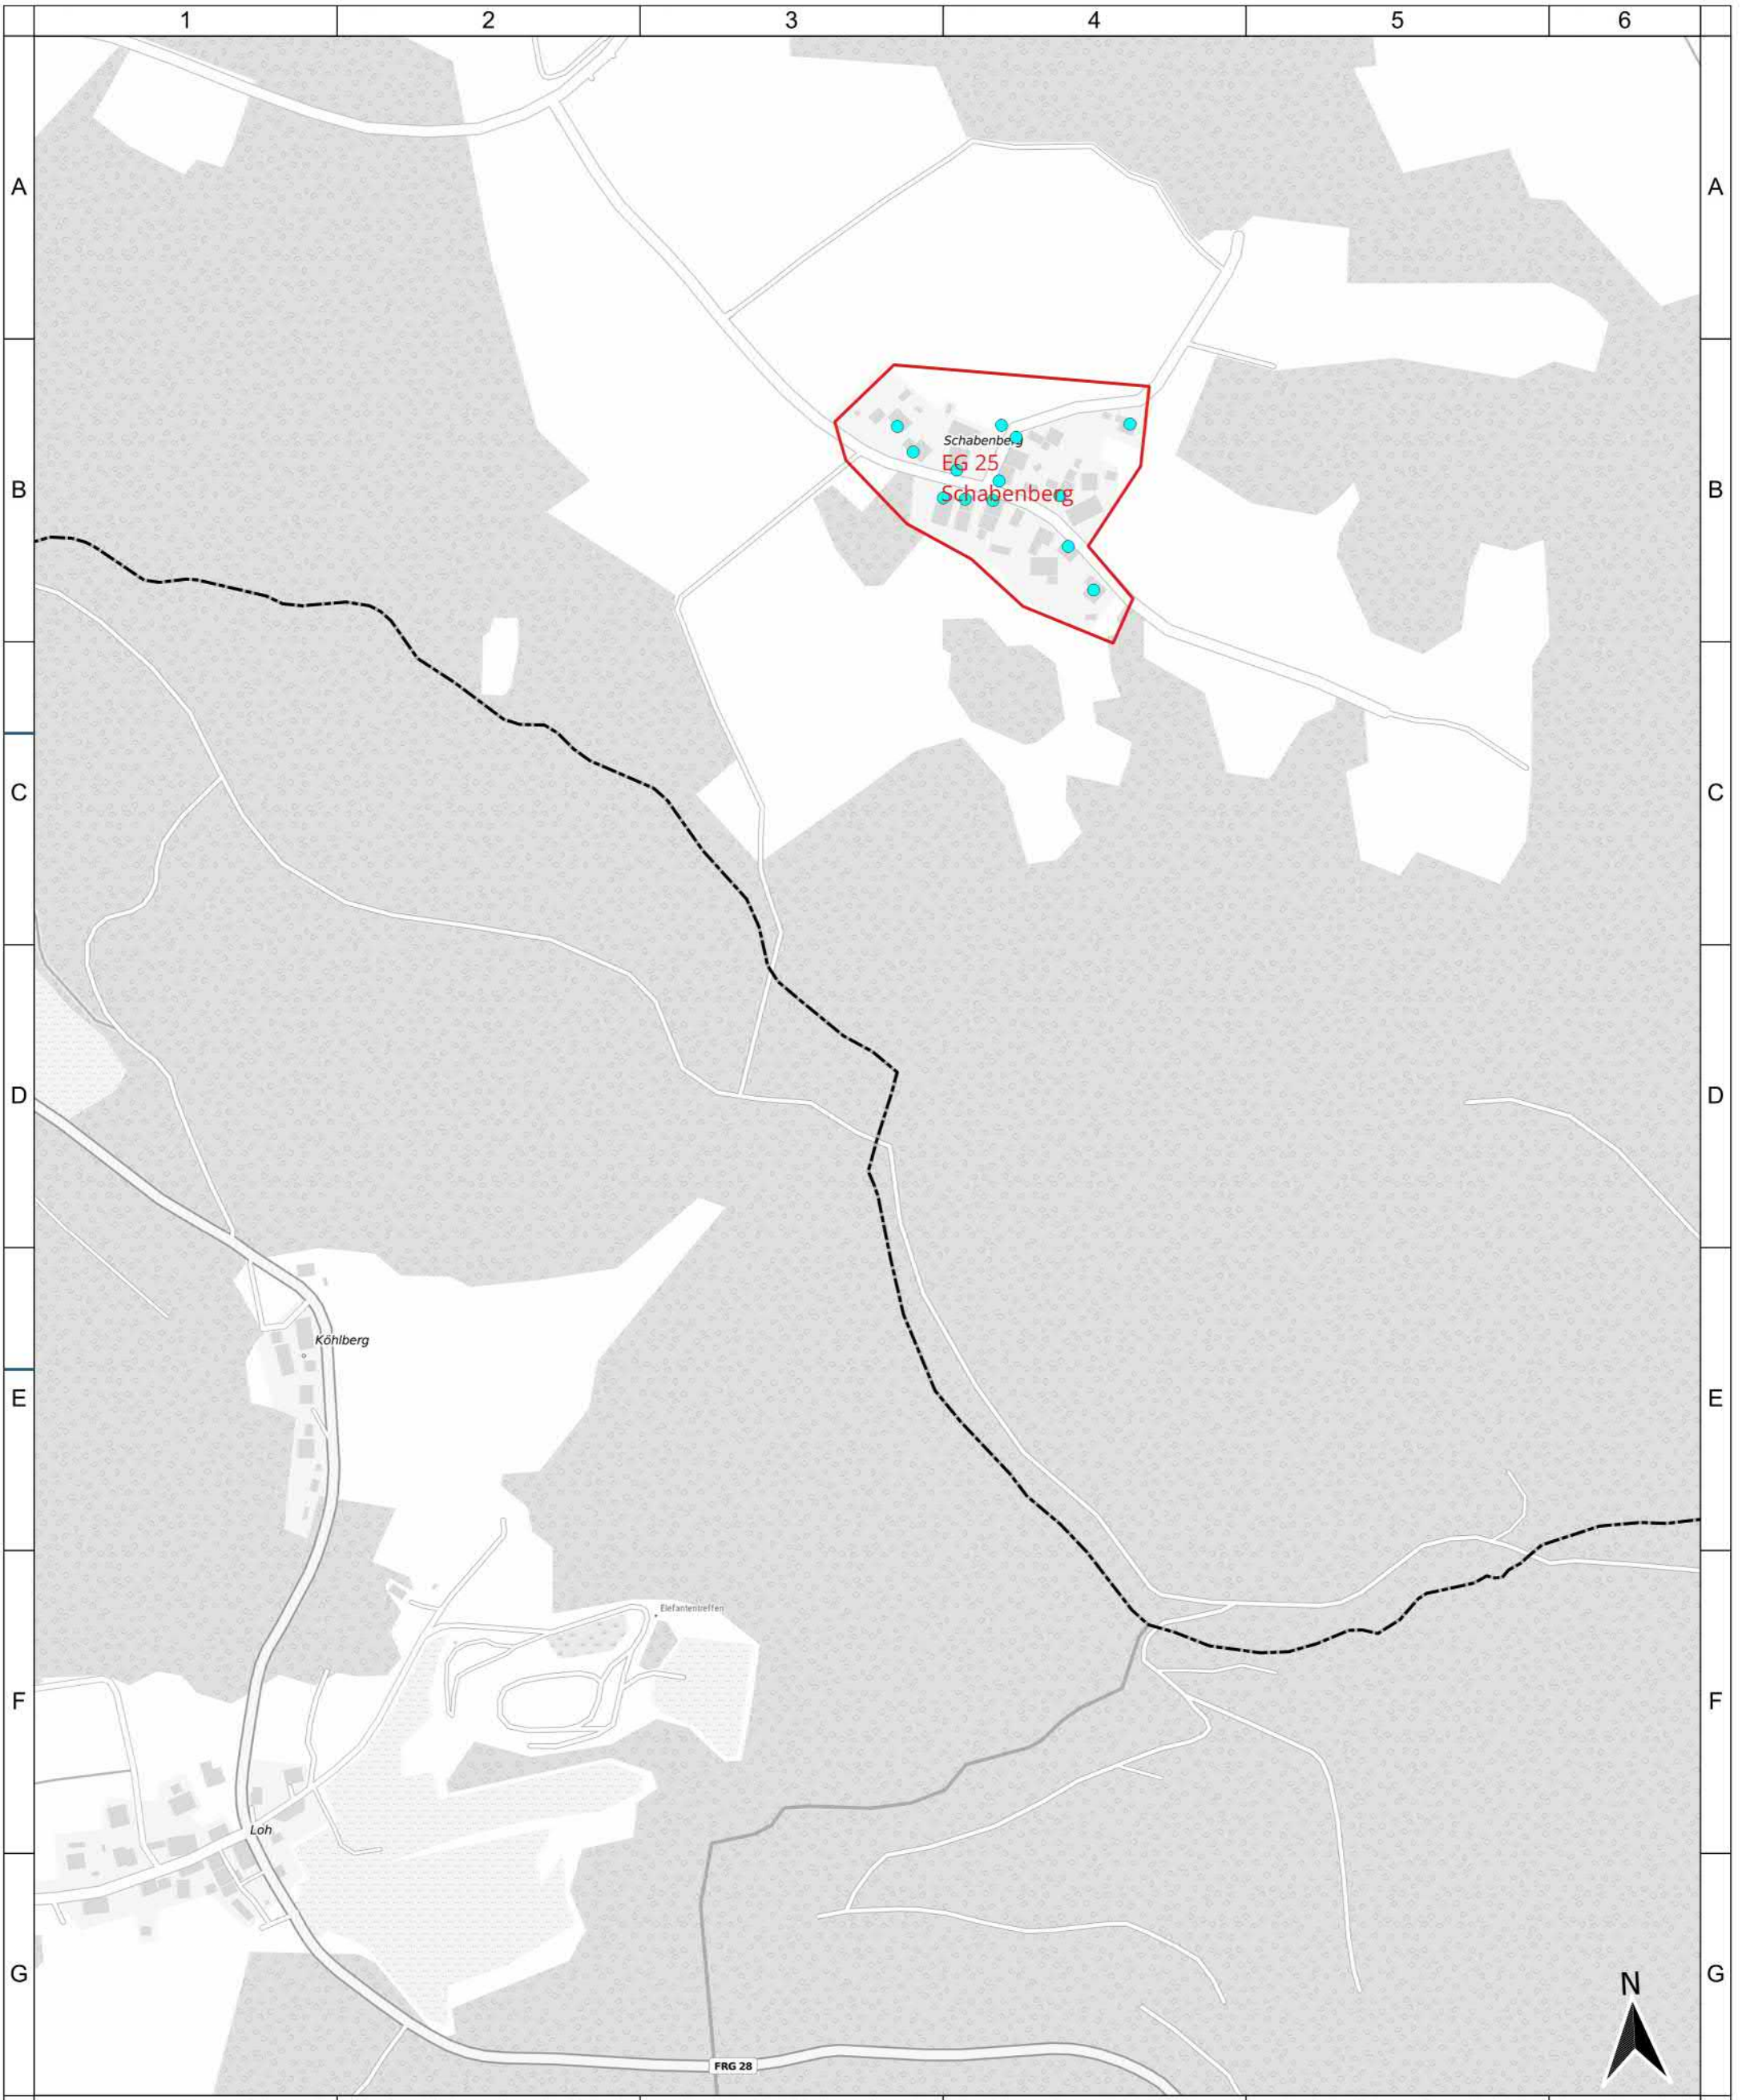 1 2 3 4 5 6
A A
Schabenberg
EG 25
B B
Schabenberg
C C
D D
Köhlberg
E E
Elefantentreffen
F F
Loh
G G
N
FRG 28